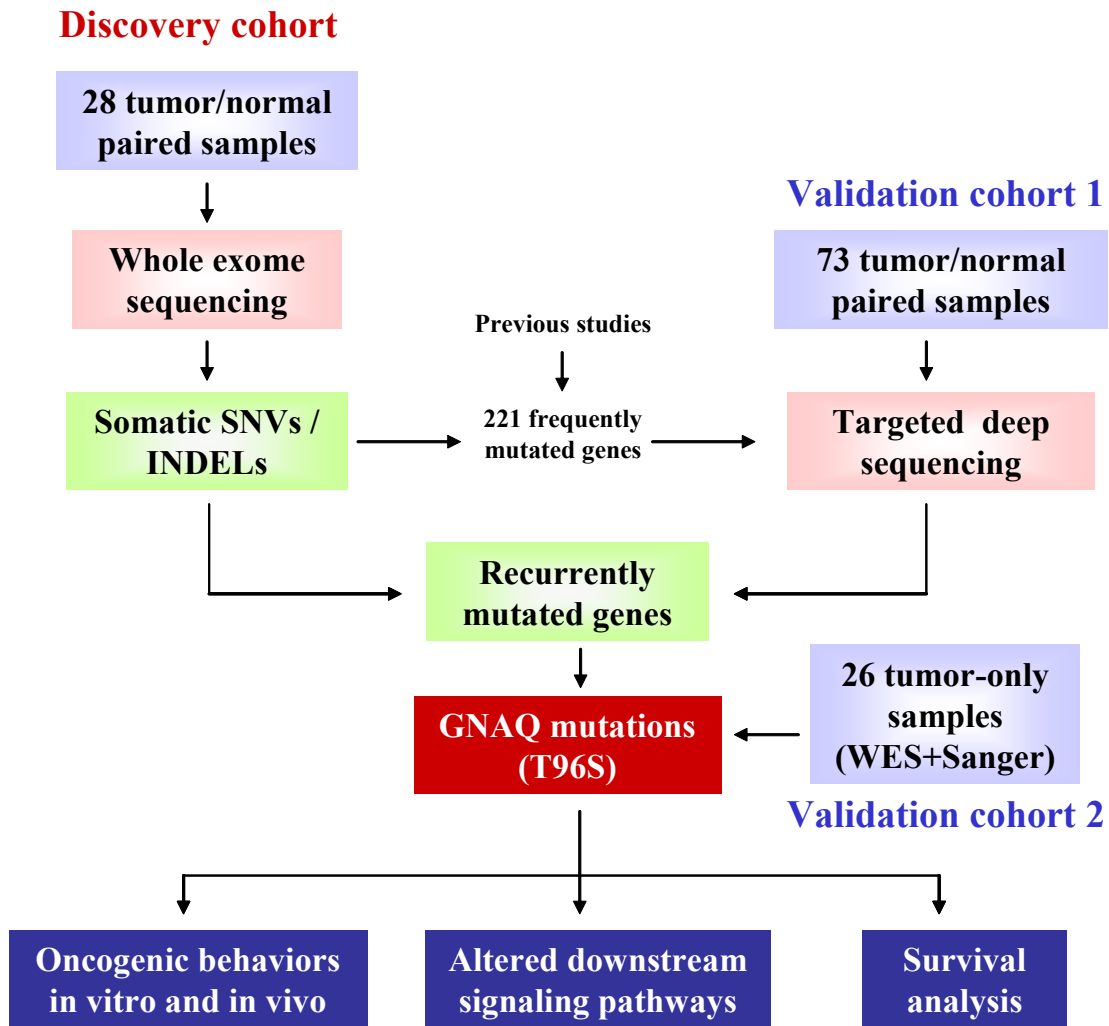 Discovery cohort
28 tumor/normal
paired samples
Whole exome
sequencing
Somatic SNVs /
INDELs
Previous studies
221 frequently
mutated genes
Validation cohort 1
73 tumor/normal
paired samples
Targeted deep
sequencing
Recurrently
mutated genes
GNAQ mutations
(T96S)
26 tumor-only
samples
(WES+Sanger)
Validation cohort 2
Oncogenic behaviors
in vitro and in vivo
Altered downstream
signaling pathways
Survival
analysis